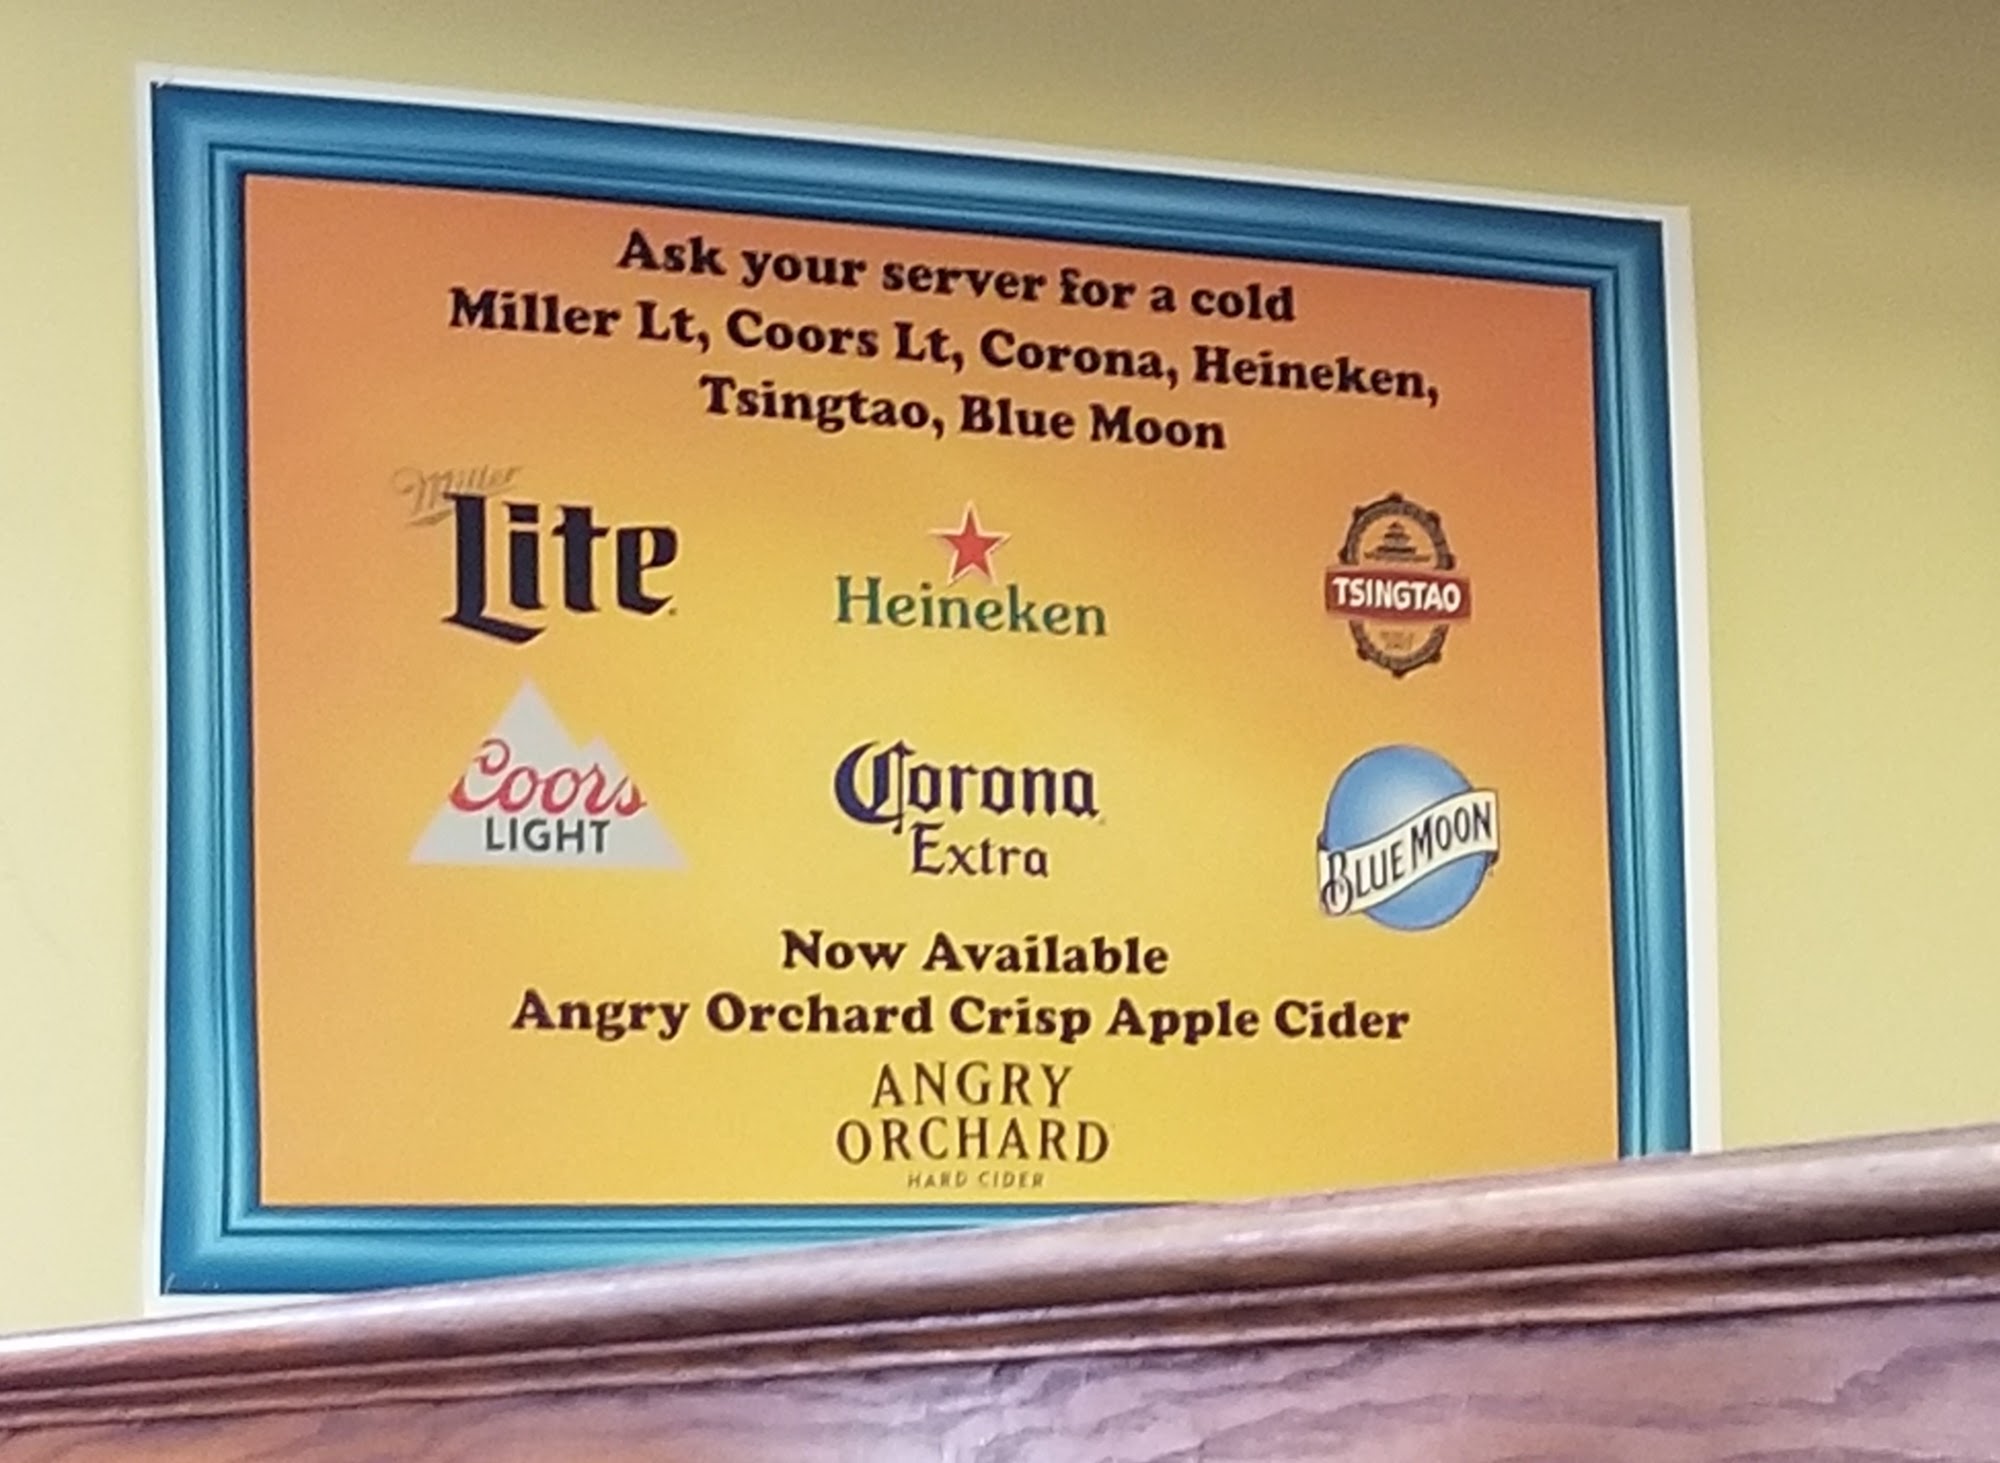 Ask your server for a cold
Miller Lt, Coors Lt, Corona, Heineken,
Tsingtao, Blue Moon
Miller
Lite
Heineken
TSINGTAO
Coors
LIGHT
Corona
Extra
BLUE MOON
Now Available
Angry Orchard Crisp Apple Cider
ANGRY
ORCHARD
HARD CIDER